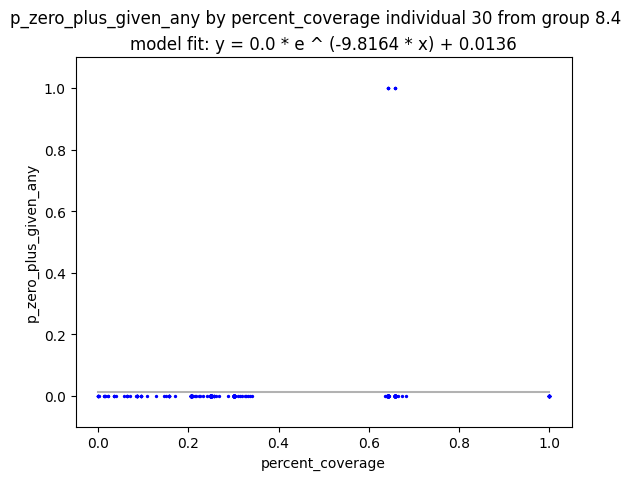 p_zero_plus_given_any by percent_coverage individual 30 from group 8.4
model fit: y = 0.0 * e ^ (-9.8164 * x) + 0.0136
1.0
0.8
0.6
0.4
0.2
0.0
p_zero_plus_given_any
0.0 0.2 0.4 0.6 0.8 1.0
percent_coverage